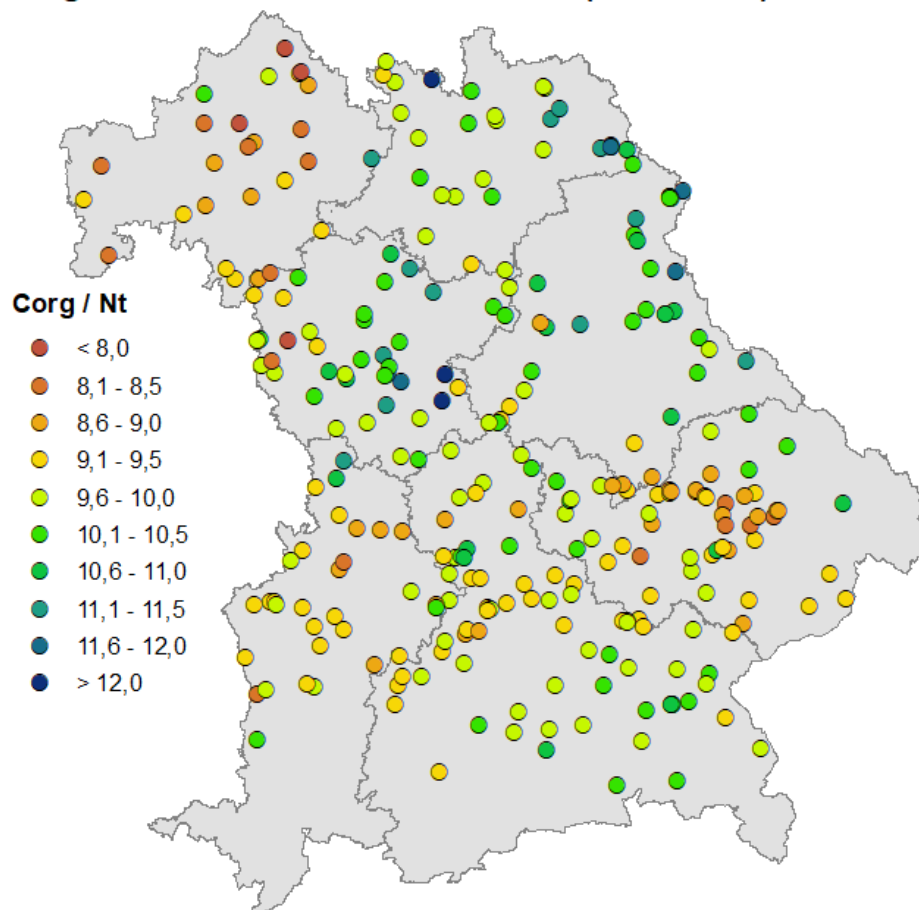 Corg / Nt
< 8,0
8,1 - 8,5
8,6 - 9,0
9,1 - 9,5
9,6 - 10,0
10,1 - 10,5
10,6 - 11,0
11,1 - 11,5
11,6 - 12,0
> 12,0